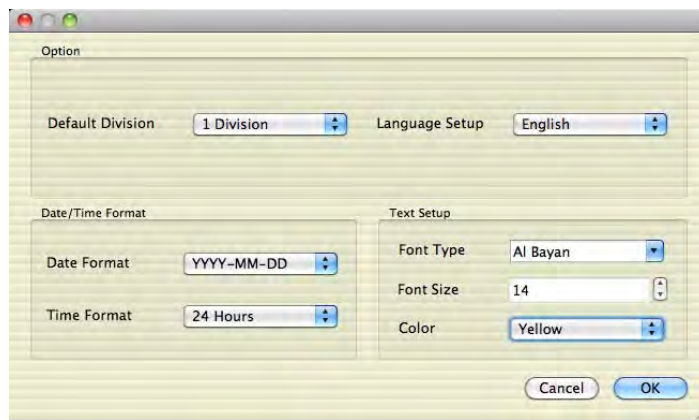 Option
Default Division 1 Division Language Setup English
Date/Time Format
Date Format YYYY-MM-DD
Time Format 24 Hours
Text Setup
Font Type Al Bayan
Font Size 14
Color Yellow
Cancel OK